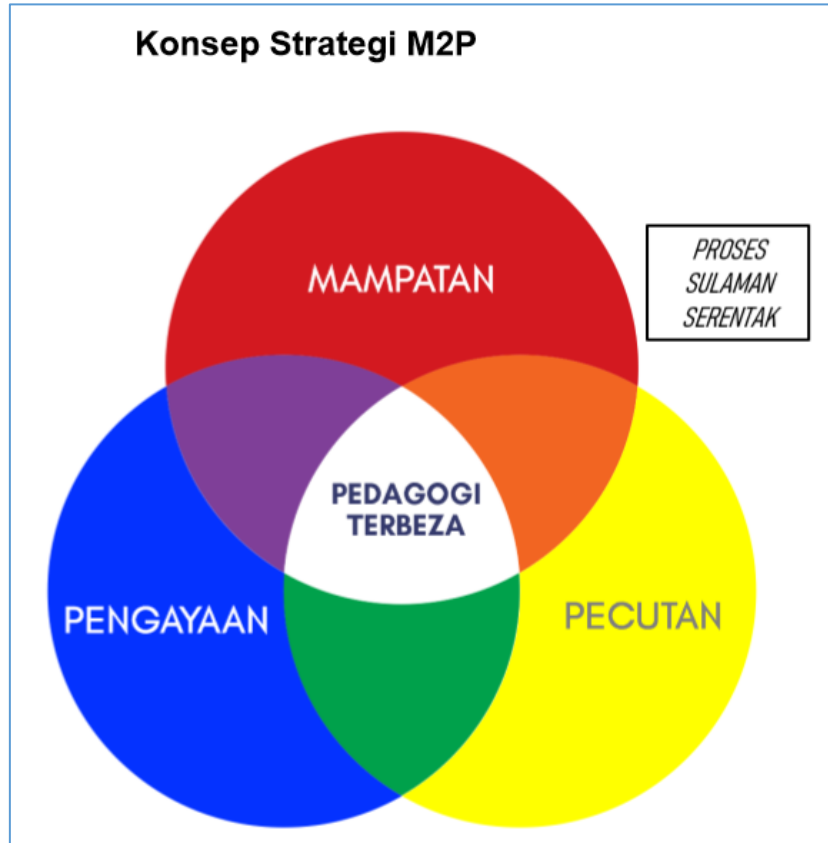 Konsep Strategi M2P
MAMPATAN
PROSES
SULAMAN
SERENTAK
PEDAGOGI
TERBEZA
PENGAYAAN
PECUTAN